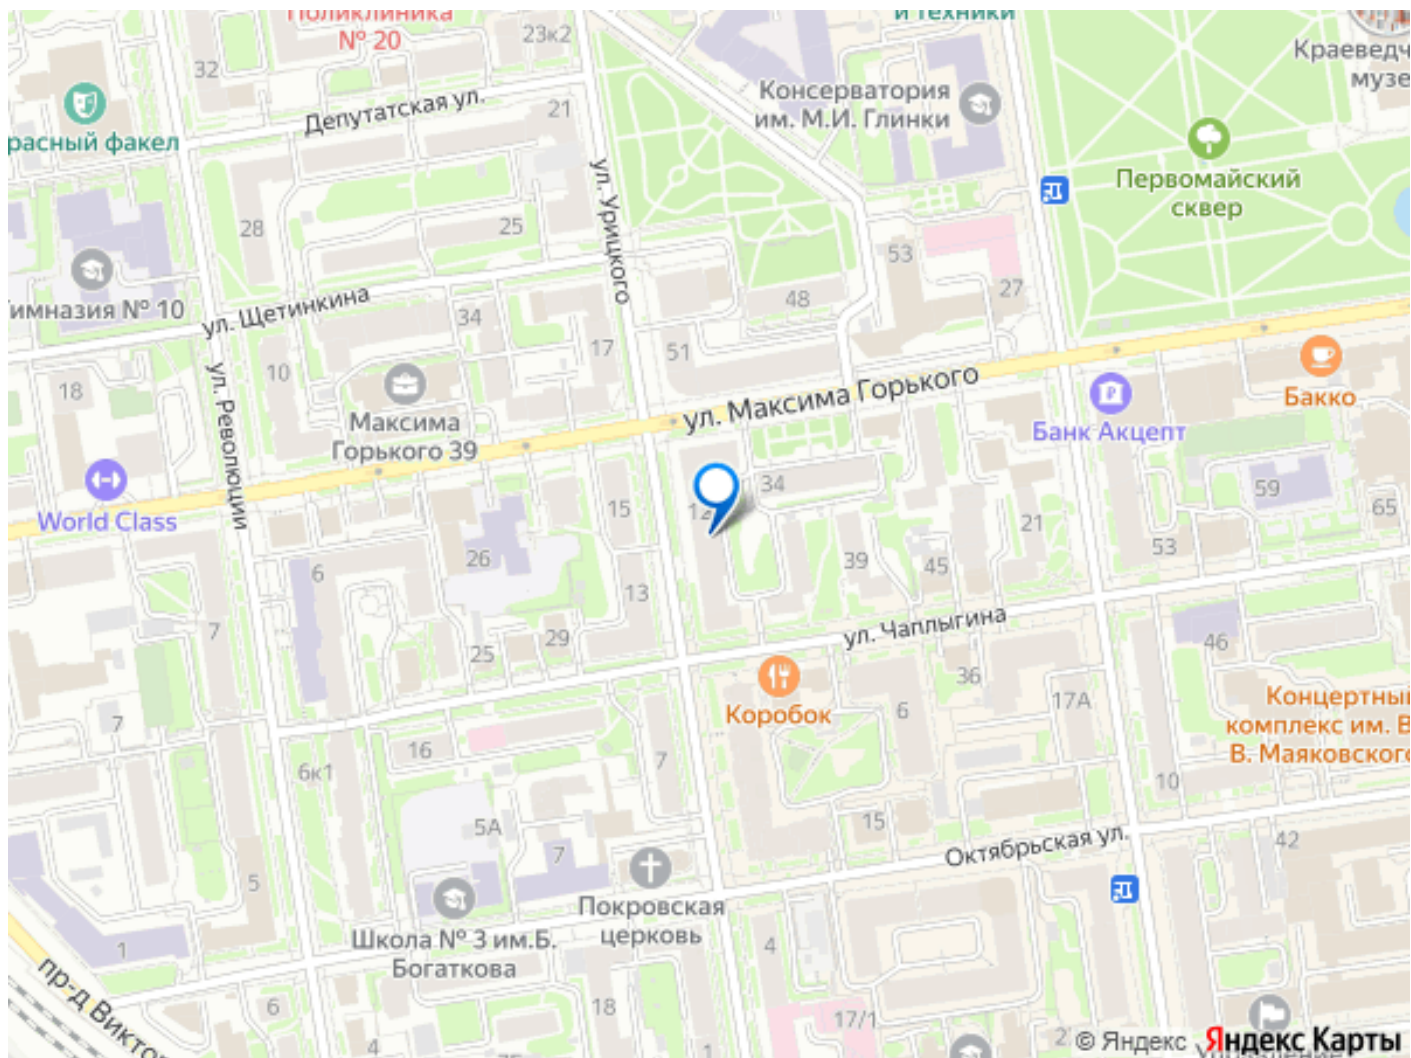 Поликлиника
№ 20
23к2
и техники
Краеведч
музе
32
Консерватория
им. М.И. Глинки
Депутатская ул.
21
расный факел
Первомайский
сквер
ул. Урицкого
28
25
53
27
имназия № 10
ул. Щетинкина
34
48
17
51
10
18
ул. Революции
Максима
Горького 39
ул. Максима Горького
Бакко
Банк Акцепт
World Class
15
34
59
65
21
53
26
6
39
45
13
7
29
25
ул. Чаплыгина
46
36
17А
Коробок
6
Концертный
комплекс им. В
В. Маяковского
7
16
7
6к1
10
5А
15
7
Октябрьская ул.
42
5
Покровская
церковь
Школа № 3 им.Б.
Богаткова
1
4
пр-д Виктор
6
18
17/1
4
2
© Яндекс Яндекс Карты